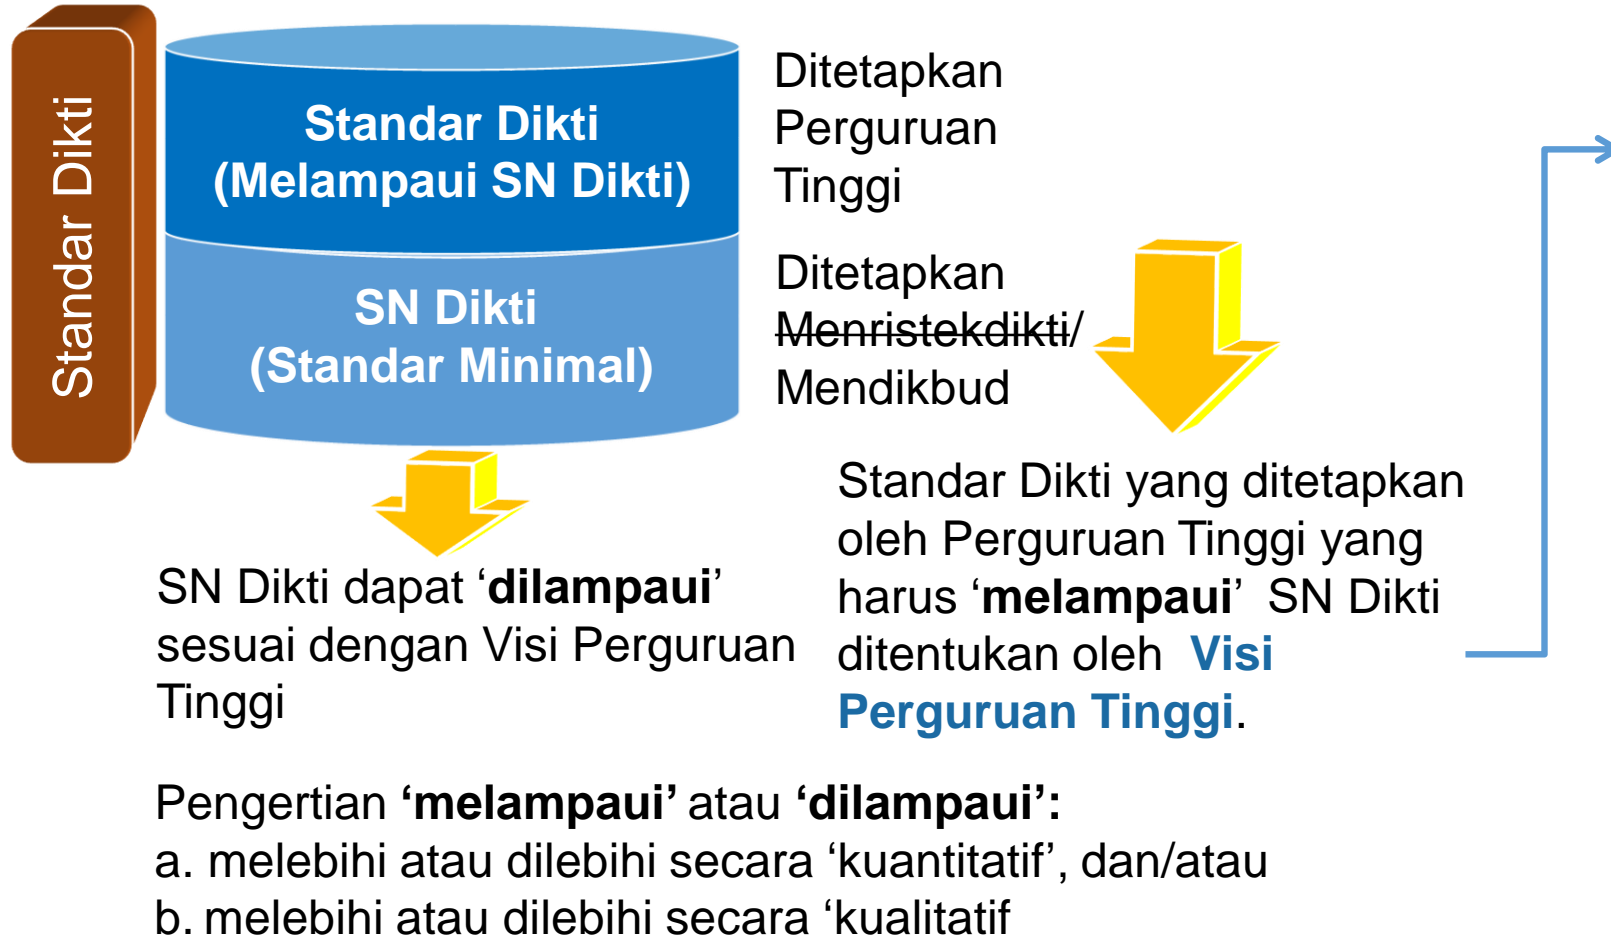 Standar Dikti
Standar Dikti
(Melampaui SN Dikti)
SN Dikti
(Standar Minimal)
Ditetapkan
Perguruan
Tinggi
Ditetapkan
Menristekdikti/
Mendikbud
SN Dikti dapat ‘dilampaui’
sesuai dengan Visi Perguruan
Tinggi
Standar Dikti yang ditetapkan
oleh Perguruan Tinggi yang
harus ‘melampaui’ SN Dikti
ditentukan oleh Visi
Perguruan Tinggi.
Pengertian ‘melampaui’ atau ‘dilampaui’:
a. melebihi atau dilebihi secara ‘kuantitatif’, dan/atau
b. melebihi atau dilebihi secara ‘kualitatif